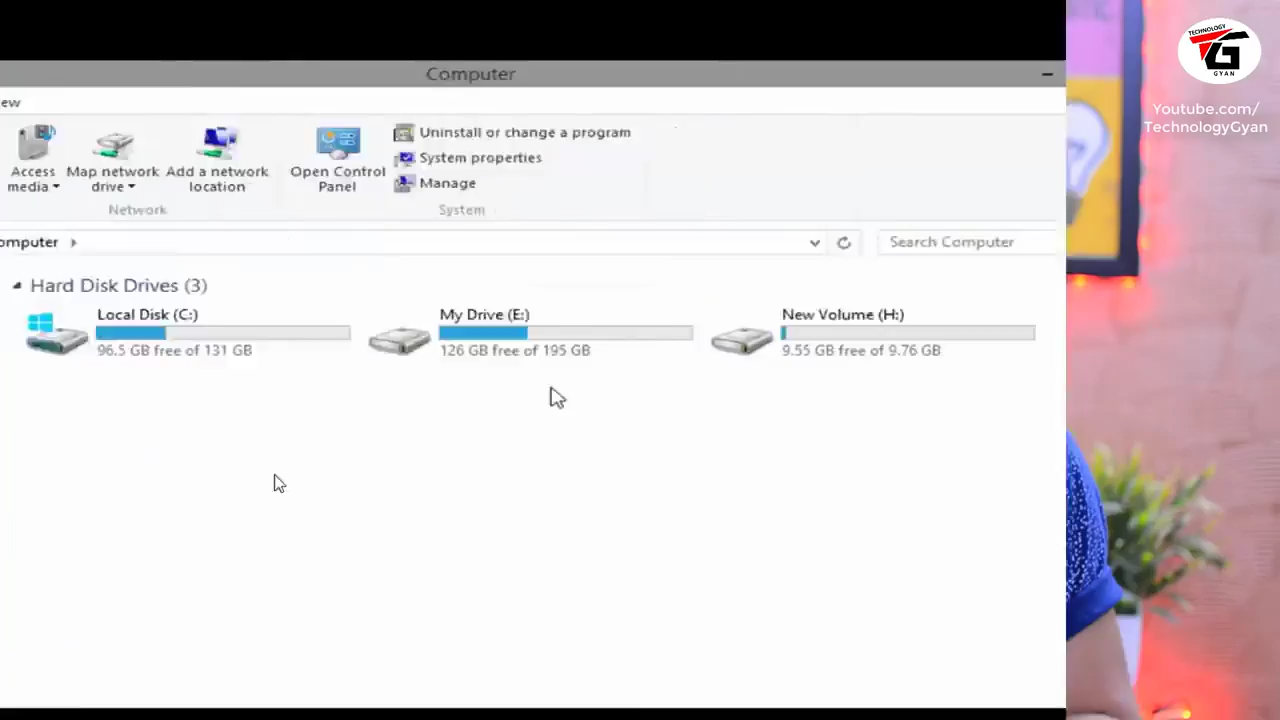 Computer
ew
Access media
Map network drive
Add a network location
Open Control Panel
Uninstall or change a program
System properties
Manage
Network
System
omputer
Search Computer
Hard Disk Drives (3)
Local Disk (C:)
96.5 GB free of 131 GB
My Drive (E:)
126 GB free of 195 GB
New Volume (H:)
9.55 GB free of 9.76 GB
TECHNOLOGY
TG
GYAN
Youtube.com/
TechnologyGyan